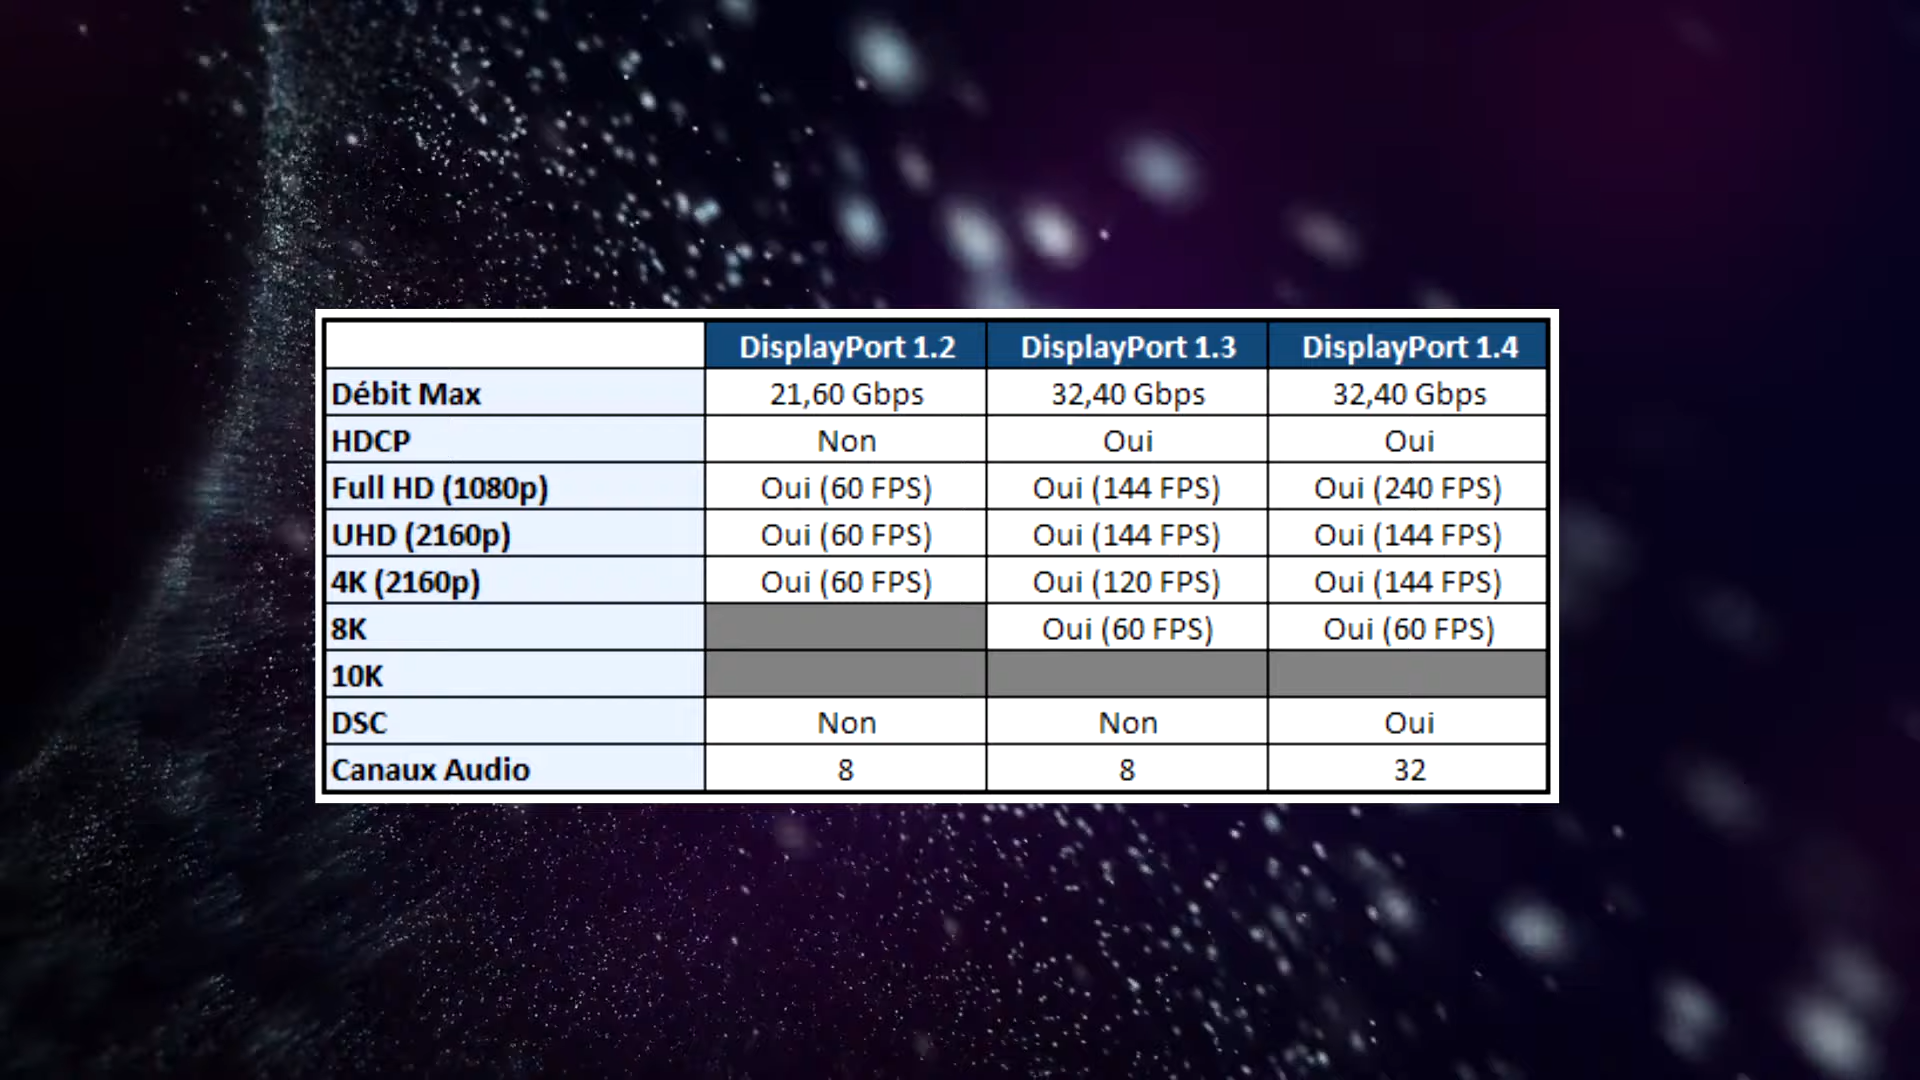 DisplayPort 1.2 DisplayPort 1.3 DisplayPort 1.4
Débit Max 21,60 Gbps 32,40 Gbps 32,40 Gbps
HDCP Non Oui Oui
Full HD (1080p) Oui (60 FPS) Oui (144 FPS) Oui (240 FPS)
UHD (2160p) Oui (60 FPS) Oui (144 FPS) Oui (144 FPS)
4K (2160p) Oui (60 FPS) Oui (120 FPS) Oui (144 FPS)
8K Oui (60 FPS) Oui (60 FPS)
10K
DSC Non Non Oui
Canaux Audio 8 8 32